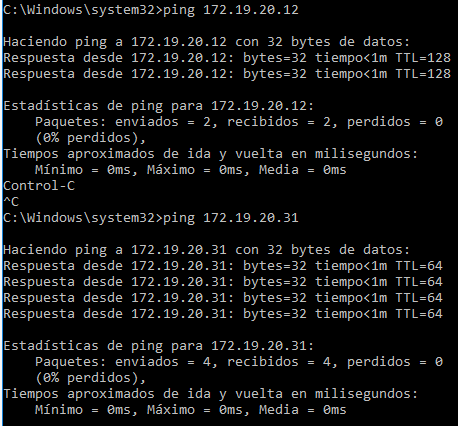 C:\Windows\system32>ping 172.19.20.12
Haciendo ping a 172.19.20.12 con 32 bytes de datos:
Respuesta desde 172.19.20.12: bytes=32 tiempo<1m TTL=128
Respuesta desde 172.19.20.12: bytes=32 tiempo<1m TTL=128
Estadísticas de ping para 172.19.20.12:
    Paquetes: enviados = 2, recibidos = 2, perdidos = 0
    (0% perdidos),
Tiempos aproximados de ida y vuelta en milisegundos:
    Mínimo = 0ms, Máximo = 0ms, Media = 0ms
Control-C
^C
C:\Windows\system32>ping 172.19.20.31
Haciendo ping a 172.19.20.31 con 32 bytes de datos:
Respuesta desde 172.19.20.31: bytes=32 tiempo<1m TTL=64
Respuesta desde 172.19.20.31: bytes=32 tiempo<1m TTL=64
Respuesta desde 172.19.20.31: bytes=32 tiempo<1m TTL=64
Respuesta desde 172.19.20.31: bytes=32 tiempo<1m TTL=64
Estadísticas de ping para 172.19.20.31:
    Paquetes: enviados = 4, recibidos = 4, perdidos = 0
    (0% perdidos),
Tiempos aproximados de ida y vuelta en milisegundos:
    Mínimo = 0ms, Máximo = 0ms, Media = 0ms